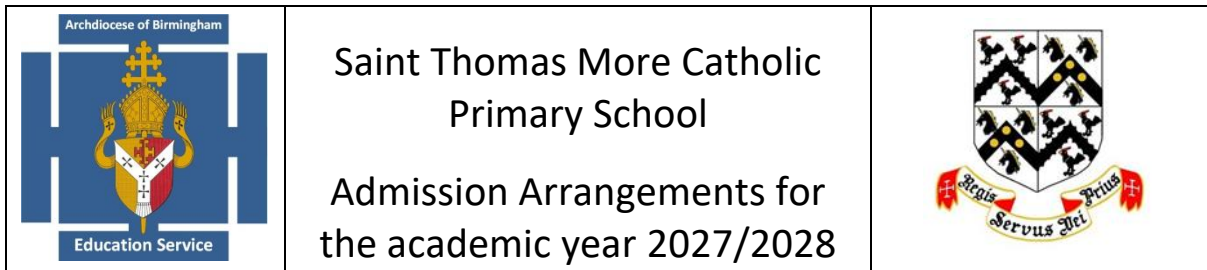 Archdiocese of Birmingham
Education Service
Saint Thomas More Catholic
Primary School
Admission Arrangements for
the academic year 2027/2028
Regis
Servus Dei
Prius